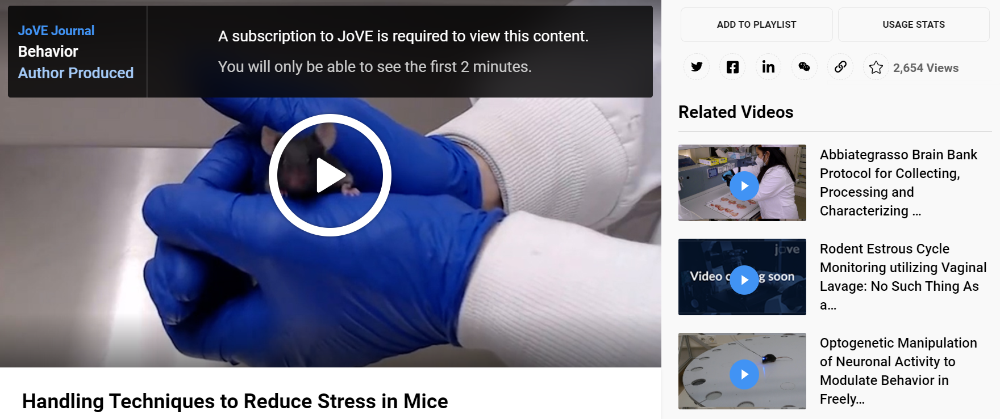 JoVE Journal
Behavior
Author Produced
A subscription to JoVE is required to view this content.
You will only be able to see the first 2 minutes.
Handling Techniques to Reduce Stress in Mice
ADD TO PLAYLIST
USAGE STATS
2,654 Views
Related Videos
Abbiategrasso Brain Bank
Protocol for Collecting,
Processing and
Characterizing ...
jove
Video g soon
Rodent Estrous Cycle
Monitoring utilizing Vaginal
Lavage: No Such Thing As
a...
Optogenetic Manipulation
of Neuronal Activity to
Modulate Behavior in
Freely...